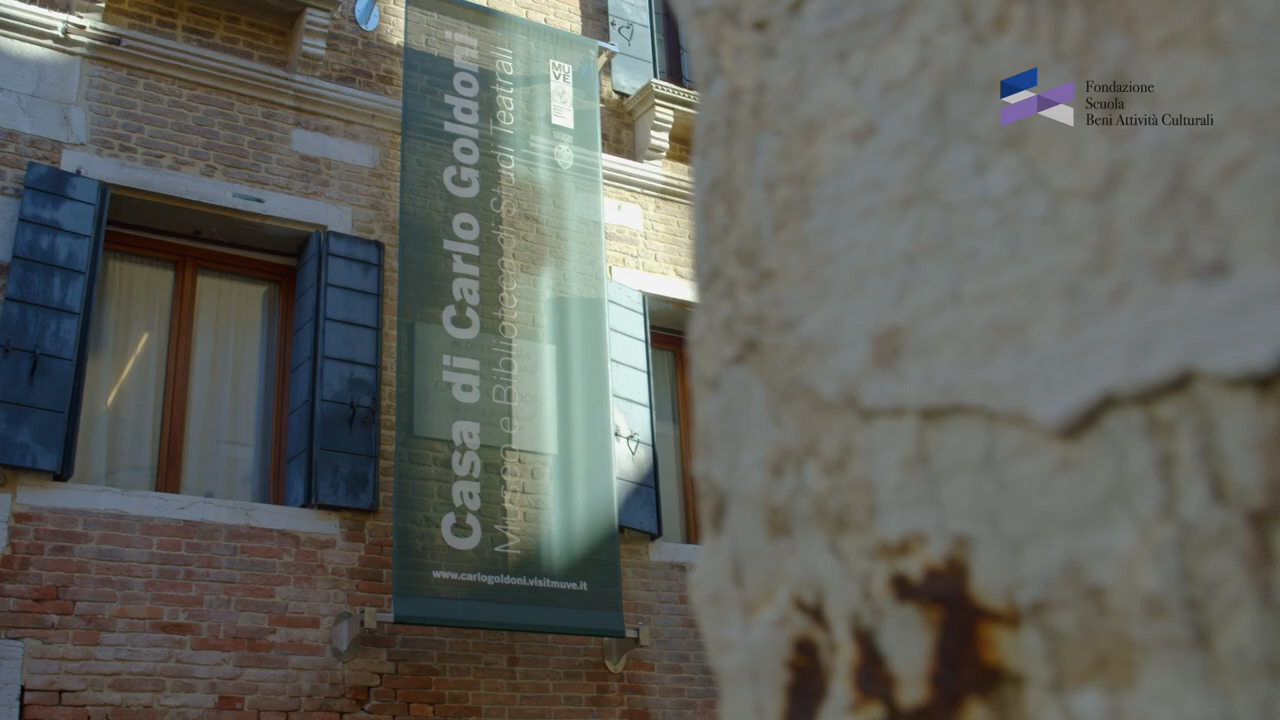 Casa di Carlo Goldoni
Museo e Biblioteca di Studi Teatrali
MUVE
www.carlogoldoni.visitmuve.it
Fondazione
Scuola
Beni Attività Culturali